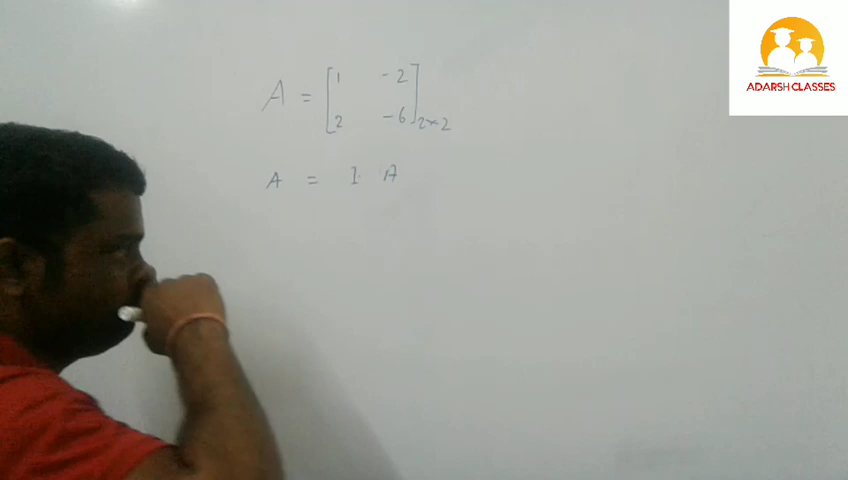 A = [1 -2
2 -6]2×2
A = I A
ADARSH CLASSES